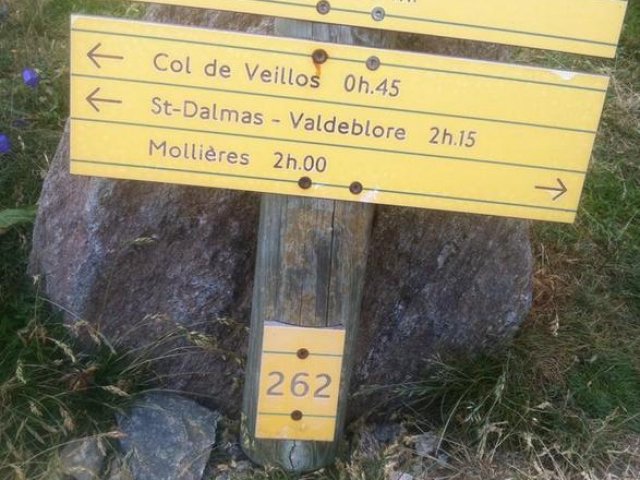 ← Col de Veillos 0h.45
← St-Dalmas - Valdeblore 2h.15
Mollières 2h.00 →
262